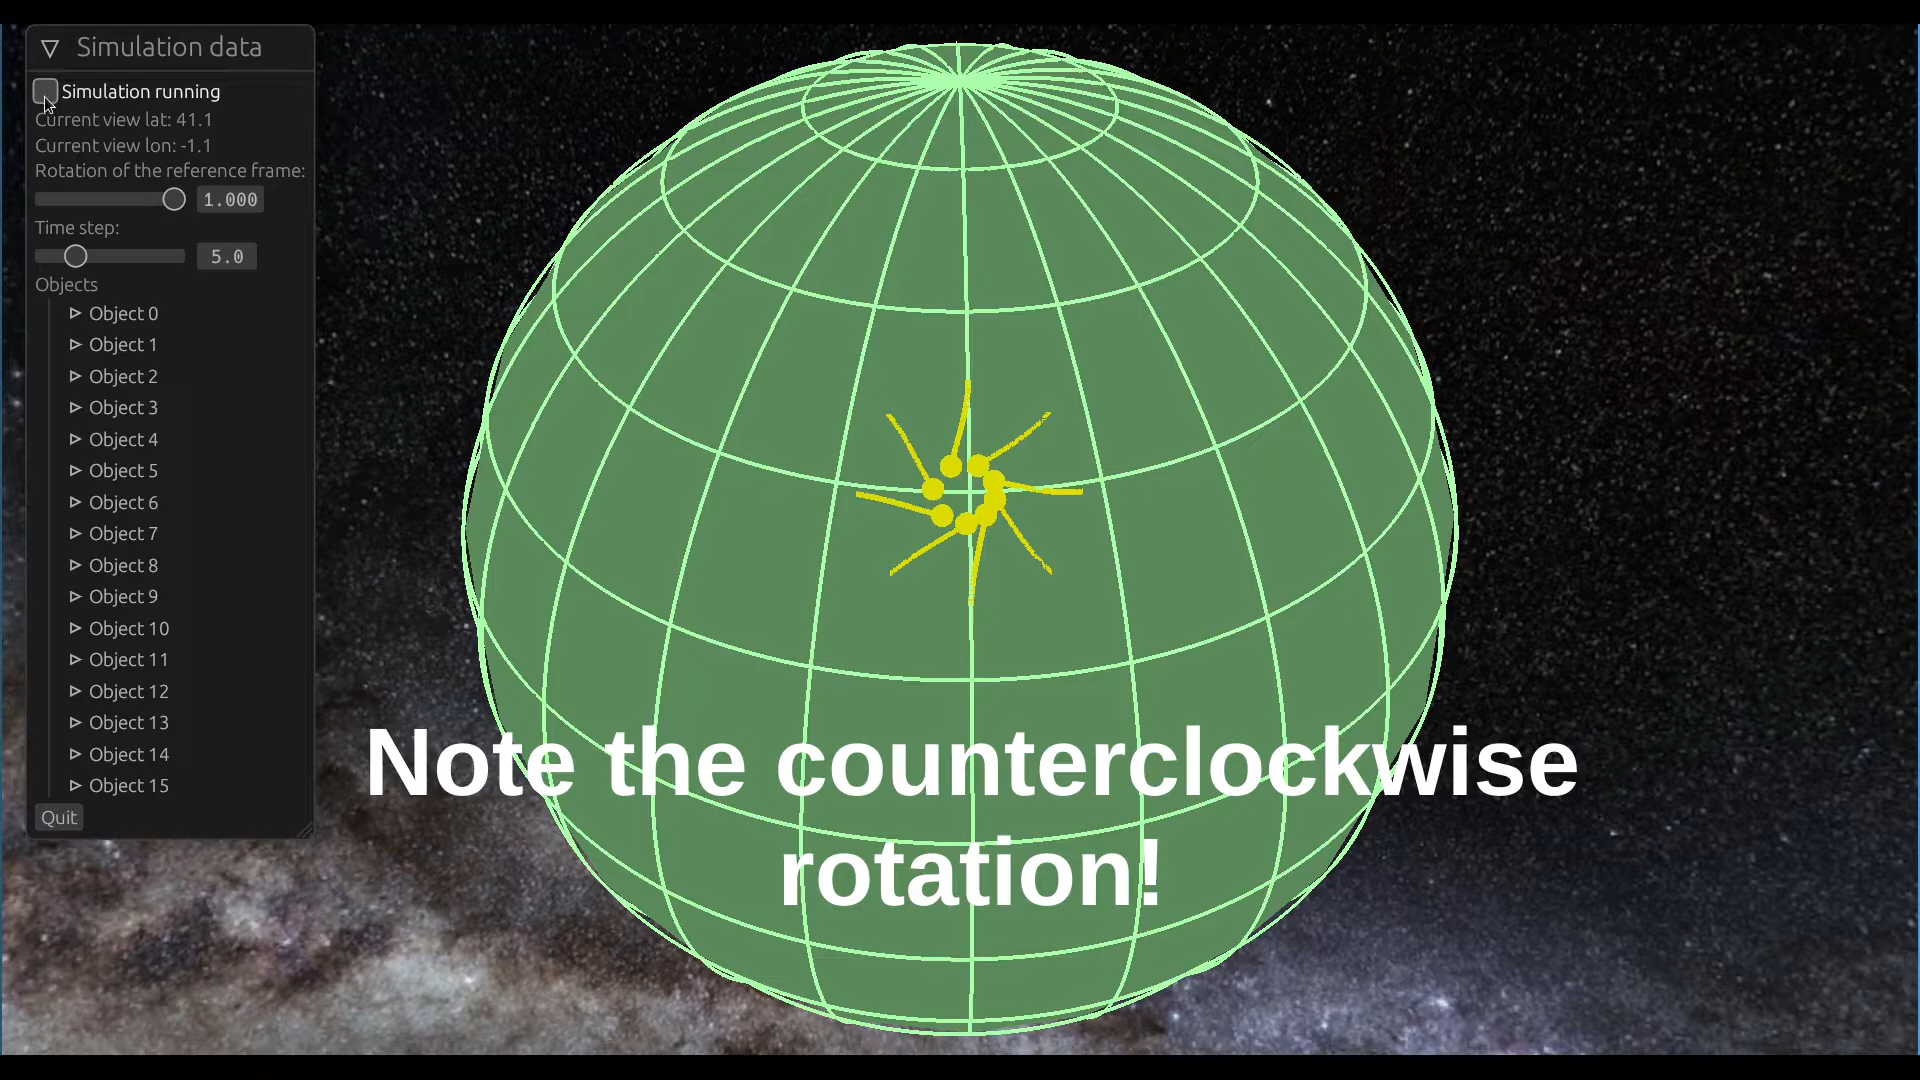 Simulation data
Simulation running
Current view lat: 41.1
Current view lon: -1.1
Rotation of the reference frame:
1.000
Time step:
5.0
Objects
Object 0
Object 1
Object 2
Object 3
Object 4
Object 5
Object 6
Object 7
Object 8
Object 9
Object 10
Object 11
Object 12
Object 13
Object 14
Object 15
Quit
Note the counterclockwise
rotation!